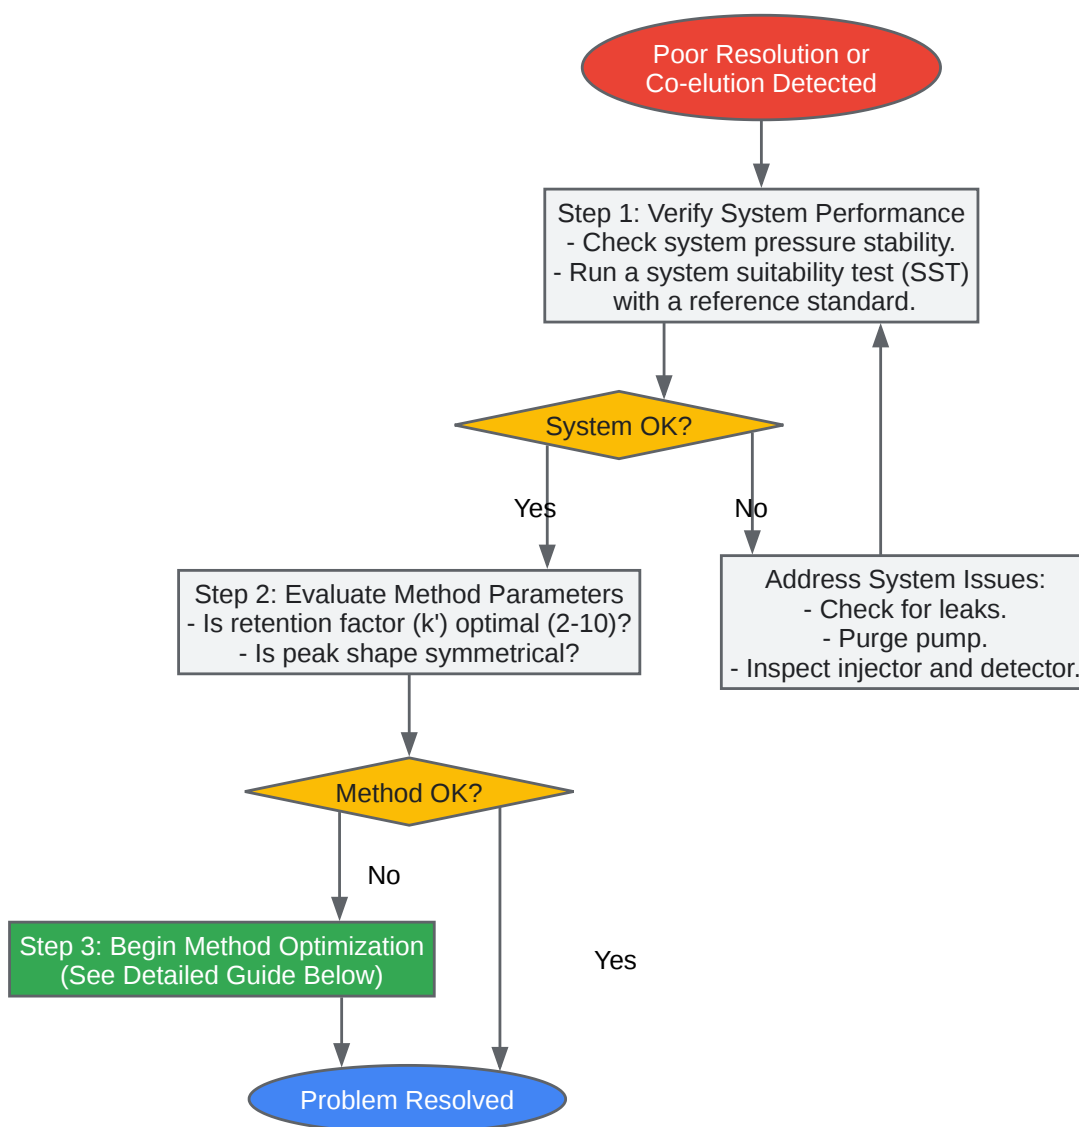 Poor Resolution or
Co-elution Detected
Step 1: Verify System Performance
- Check system pressure stability.
- Run a system suitability test (SST)
with a reference standard.
System OK?
Yes
No
Step 2: Evaluate Method Parameters
- Is retention factor (k') optimal (2-10)?
- Is peak shape symmetrical?
Address System Issues:
- Check for leaks.
- Purge pump.
- Inspect injector and detector.
Method OK?
No
Yes
Step 3: Begin Method Optimization
(See Detailed Guide Below)
Problem Resolved